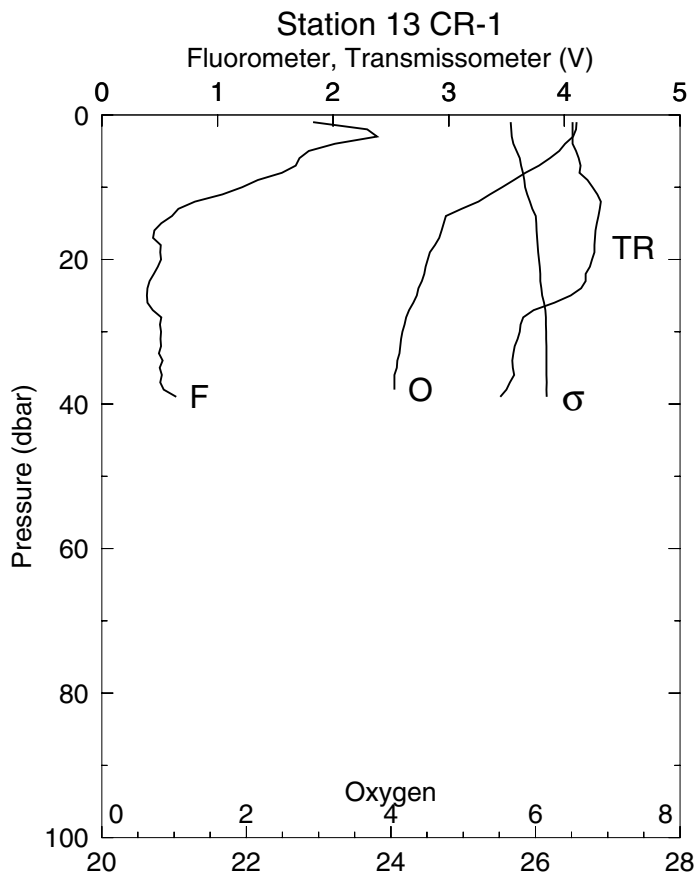 Station 13 CR-1
Fluorometer, Transmissometer (V)
0 1 2 3 4 5
0
20
40
60
80
100
Pressure (dbar)
TR
F
O
σ
Oxygen
0 2 4 6 8
20 22 24 26 28